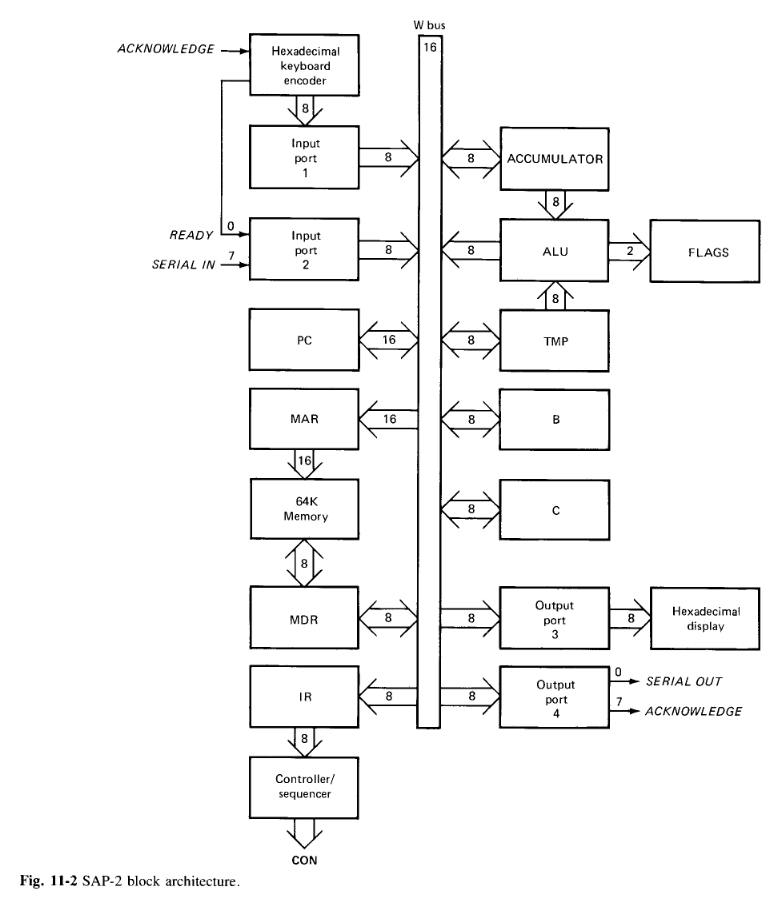 W bus
16
ACKNOWLEDGE
Hexadecimal
keyboard
encoder
8
Input
port
1
8
8
ACCUMULATOR
8
READY
0
SERIAL IN
7
Input
port
2
8
8
ALU
2
FLAGS
8
PC
16
8
TMP
MAR
16
8
B
16
64K
Memory
8
C
8
MDR
8
8
Output
port
3
8
Hexadecimal
display
IR
8
8
Output
port
4
0
SERIAL OUT
7
ACKNOWLEDGE
8
Controller/
sequencer
CON
Fig. 11-2 SAP-2 block architecture.